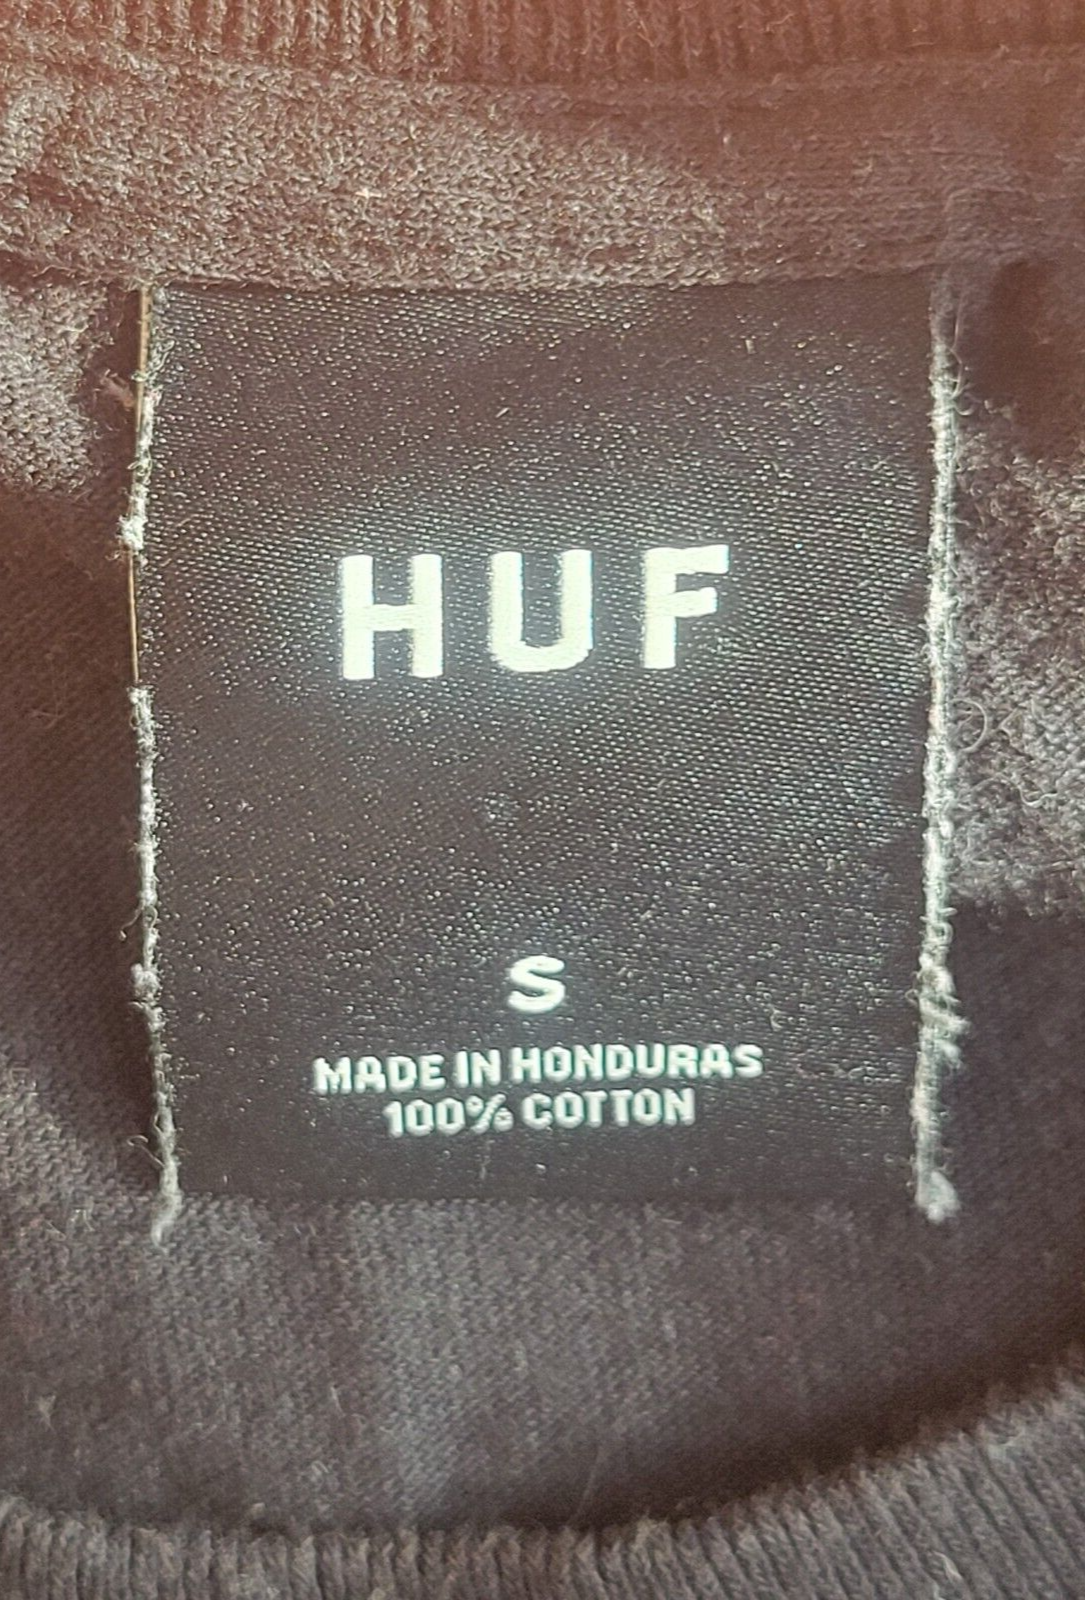 HUF
S
MADE IN HONDURAS
100% COTTON